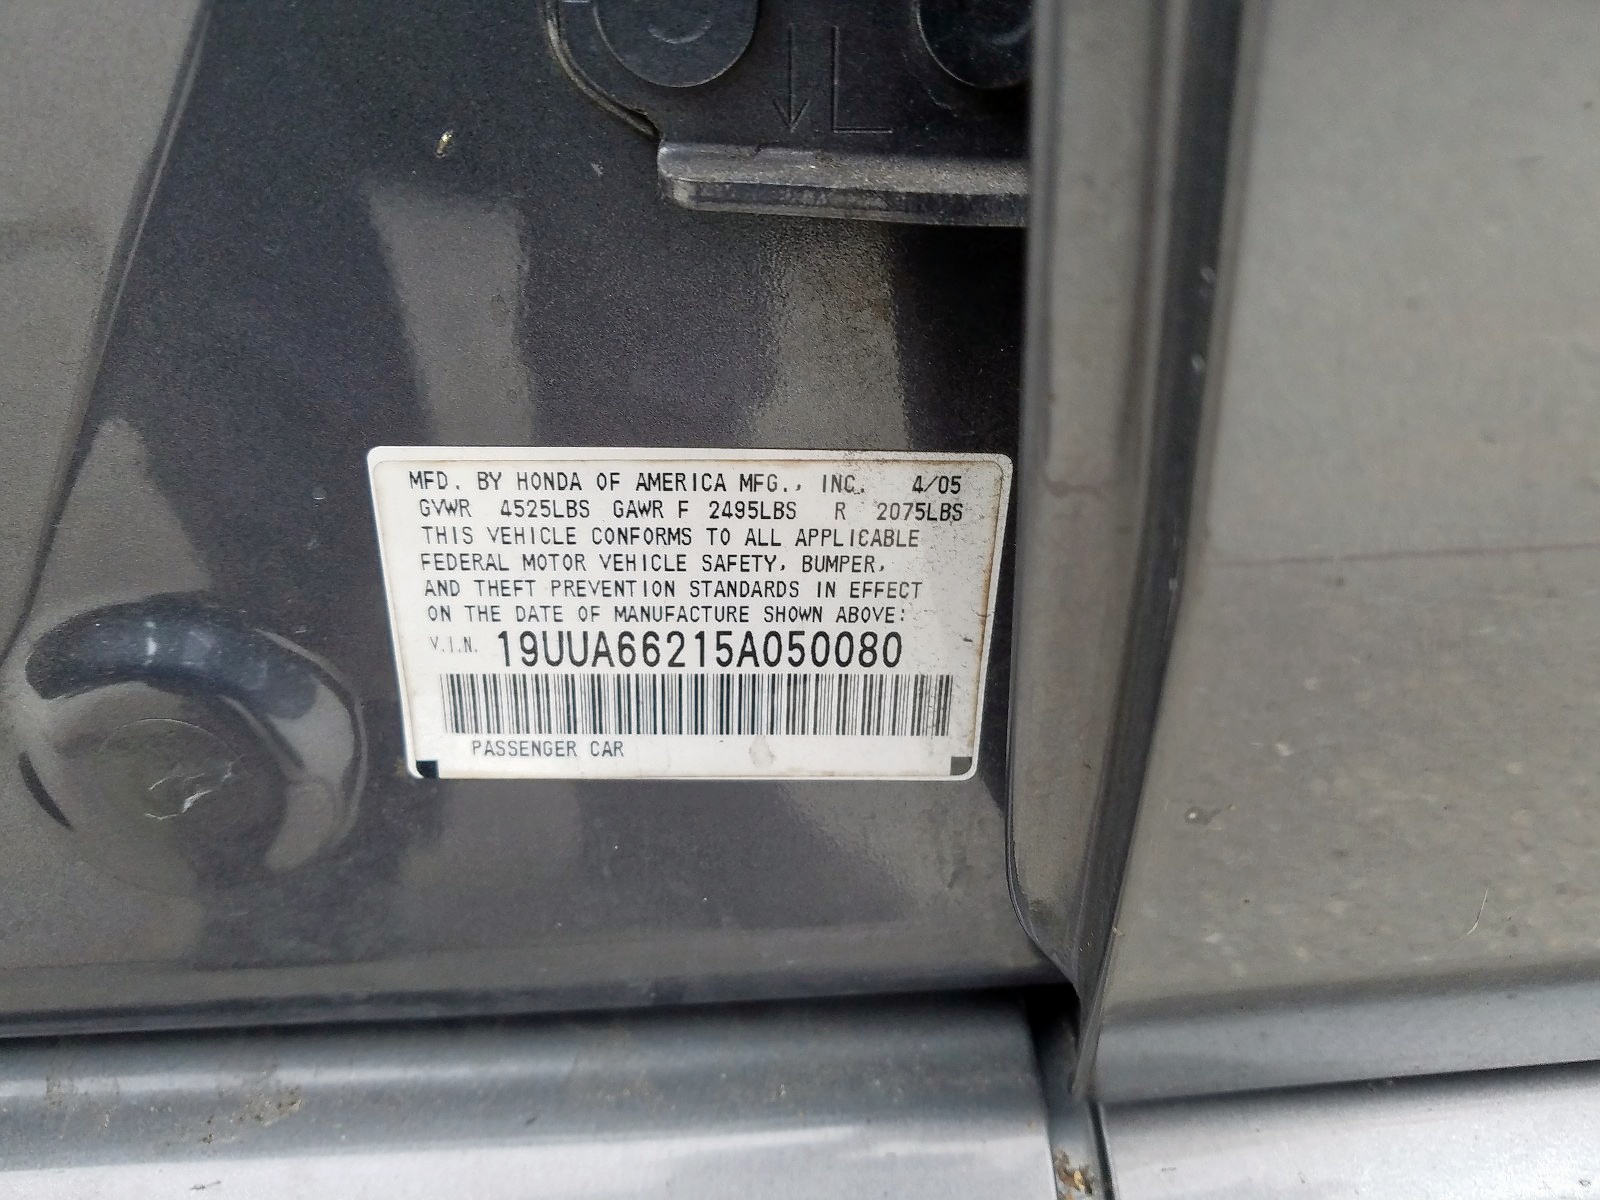 MFD. BY HONDA OF AMERICA MFG., INC. 4/05
GVWR 4525LBS GAWR F 2495LBS R 2075LBS
THIS VEHICLE CONFORMS TO ALL APPLICABLE
FEDERAL MOTOR VEHICLE SAFETY, BUMPER,
AND THEFT PREVENTION STANDARDS IN EFFECT
ON THE DATE OF MANUFACTURE SHOWN ABOVE:
V.I.N. 19UUA66215A050080
PASSENGER CAR